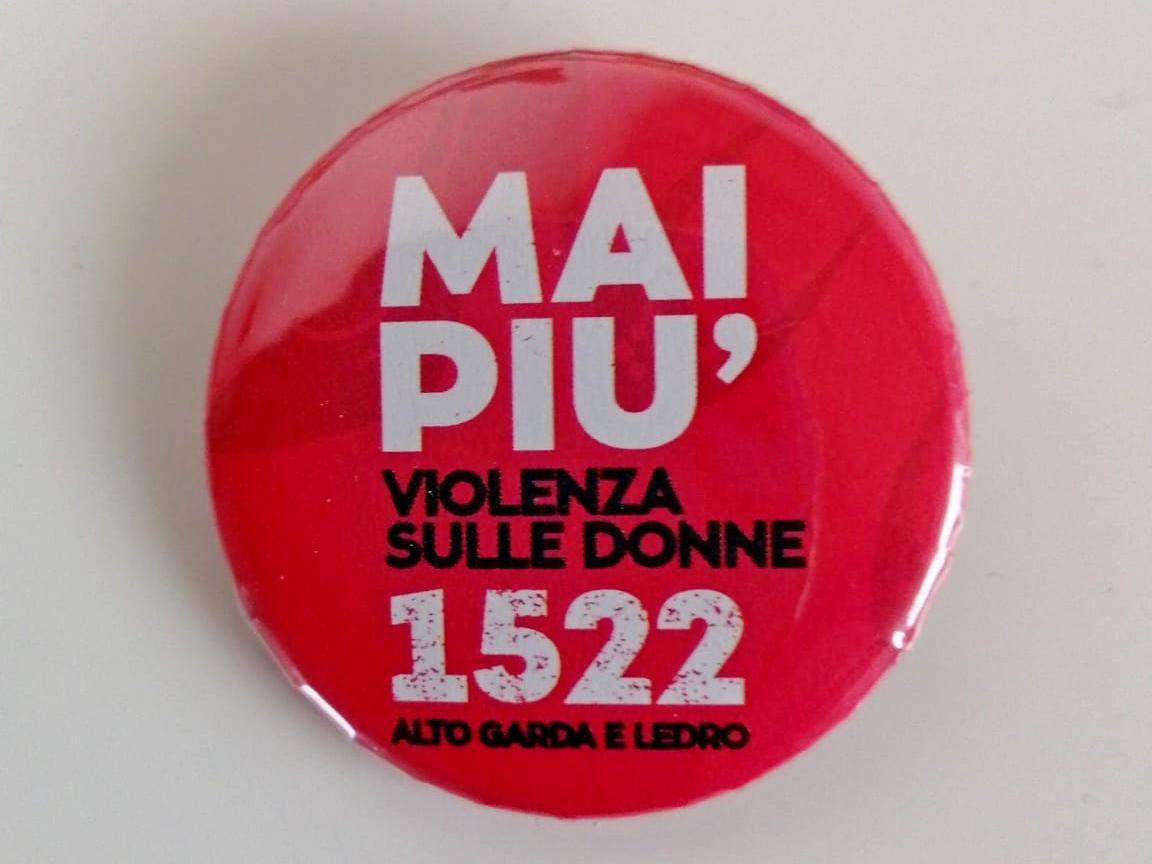 MAI
PIU’
VIOLENZA
SULLE DONNE
1522
ALTO GARDA E LEDRO